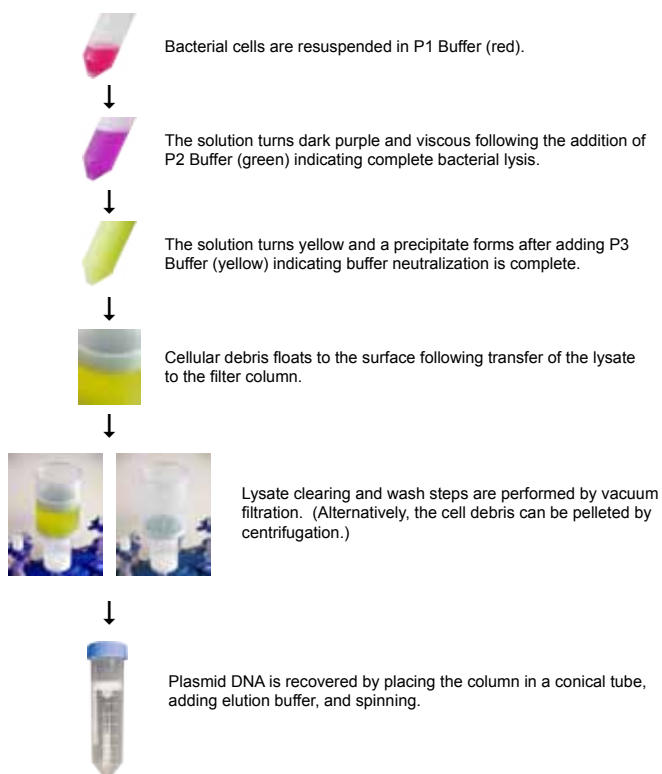 Bacterial cells are resuspended in P1 Buffer (red).
The solution turns dark purple and viscous following the addition of
P2 Buffer (green) indicating complete bacterial lysis.
The solution turns yellow and a precipitate forms after adding P3
Buffer (yellow) indicating buffer neutralization is complete.
Cellular debris floats to the surface following transfer of the lysate
to the filter column.
Lysate clearing and wash steps are performed by vacuum
filtration.  (Alternatively, the cell debris can be pelleted by
centrifugation.)
Plasmid DNA is recovered by placing the column in a conical tube,
adding elution buffer, and spinning.